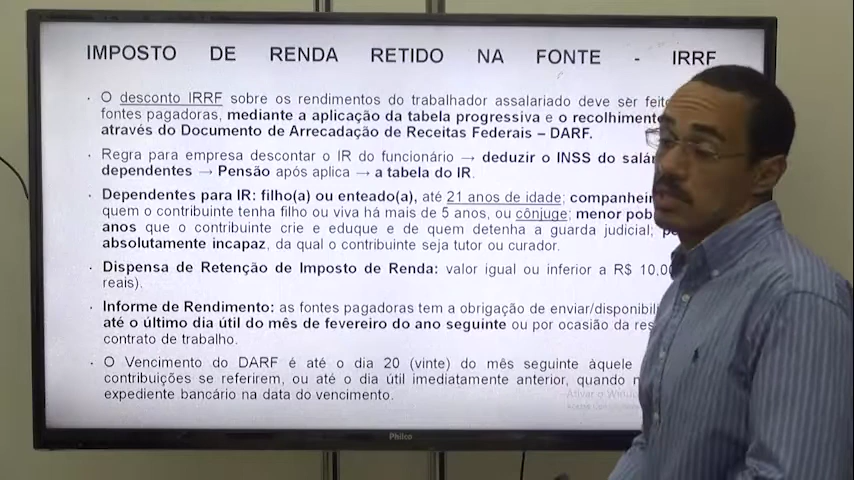 IMPOSTO DE RENDA RETIDO NA FONTE - IRRF
· O desconto IRRF sobre os rendimentos do trabalhador assalariado deve ser feit
fontes pagadoras, mediante a aplicação da tabela progressiva e o recolhimento
através do Documento de Arrecadação de Receitas Federais – DARF.
· Regra para empresa descontar o IR do funcionário → deduzir o INSS do salár
dependentes → Pensão após aplica → a tabela do IR.
· Dependentes para IR: filho(a) ou enteado(a), até 21 anos de idade; companhei
quem o contribuinte tenha filho ou viva há mais de 5 anos, ou cônjuge; menor pob
anos que o contribuinte crie e eduque e de quem detenha a guarda judicial;
absolutamente incapaz, da qual o contribuinte seja tutor ou curador.
· Dispensa de Retenção de Imposto de Renda: valor igual ou inferior a R$ 10,0
reais).
· Informe de Rendimento: as fontes pagadoras tem a obrigação de enviar/disponibili
até o último dia útil do mês de fevereiro do ano seguinte ou por ocasião da res
contrato de trabalho.
· O Vencimento do DARF é até o dia 20 (vinte) do mês seguinte àquele
contribuições se referirem, ou até o dia útil imediatamente anterior, quando n
expediente bancário na data do vencimento.
Ativar o Windo
Philco